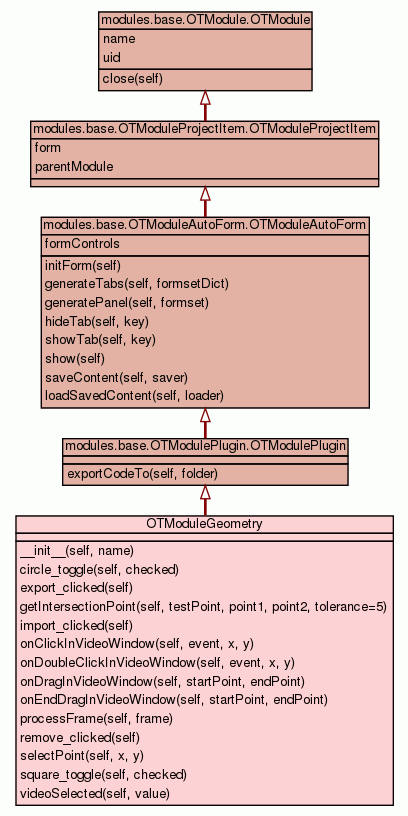 modules.base.OTModule.OTModule
name
uid
close(self)
modules.base.OTModuleProjectItem.OTModuleProjectItem
form
parentModule
modules.base.OTModuleAutoForm.OTModuleAutoForm
formControls
initForm(self)
generateTabs(self, formsetDict)
generatePanel(self, formset)
hideTab(self, key)
showTab(self, key)
show(self)
saveContent(self, saver)
loadSavedContent(self, loader)
modules.base.OTModulePlugin.OTModulePlugin
exportCodeTo(self, folder)
OTModuleGeometry
__init__(self, name)
circle_toggle(self, checked)
export_clicked(self)
getIntersectionPoint(self, testPoint, point1, point2, tolerance=5)
import_clicked(self)
onClickInVideoWindow(self, event, x, y)
onDoubleClickInVideoWindow(self, event, x, y)
onDragInVideoWindow(self, startPoint, endPoint)
onEndDragInVideoWindow(self, startPoint, endPoint)
processFrame(self, frame)
remove_clicked(self)
selectPoint(self, x, y)
square_toggle(self, checked)
videoSelected(self, value)